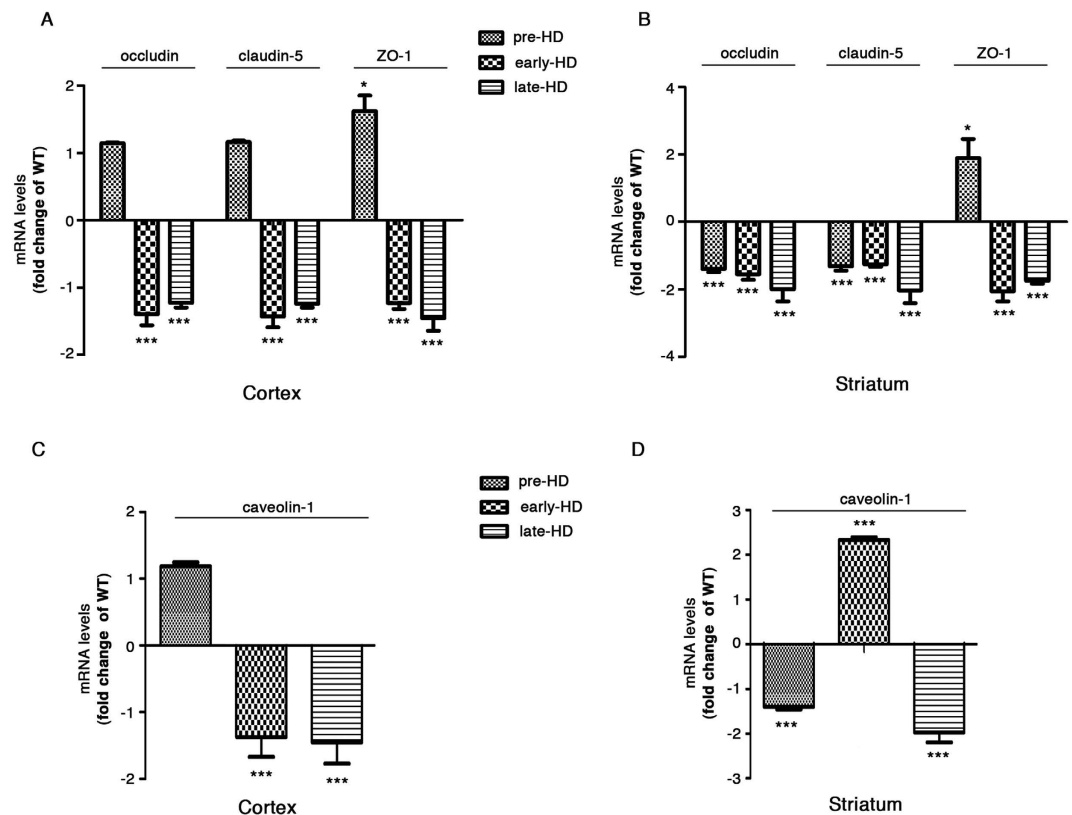 A
B
occludin
claudin-5
ZO-1
pre-HD
early-HD
late-HD
occludin
claudin-5
ZO-1
mRNA levels
(fold change of WT)
2
1
0
-1
-2
*
***
***
***
***
***
***
Cortex
mRNA levels
(fold change of WT)
4
2
0
-2
-4
*
***
***
***
***
***
***
***
***
Striatum
C
D
pre-HD
early-HD
late-HD
caveolin-1
mRNA levels
(fold change of WT)
2
1
0
-1
-2
***
***
Cortex
caveolin-1
mRNA levels
(fold change of WT)
3
2
1
0
-1
-2
-3
***
***
***
Striatum